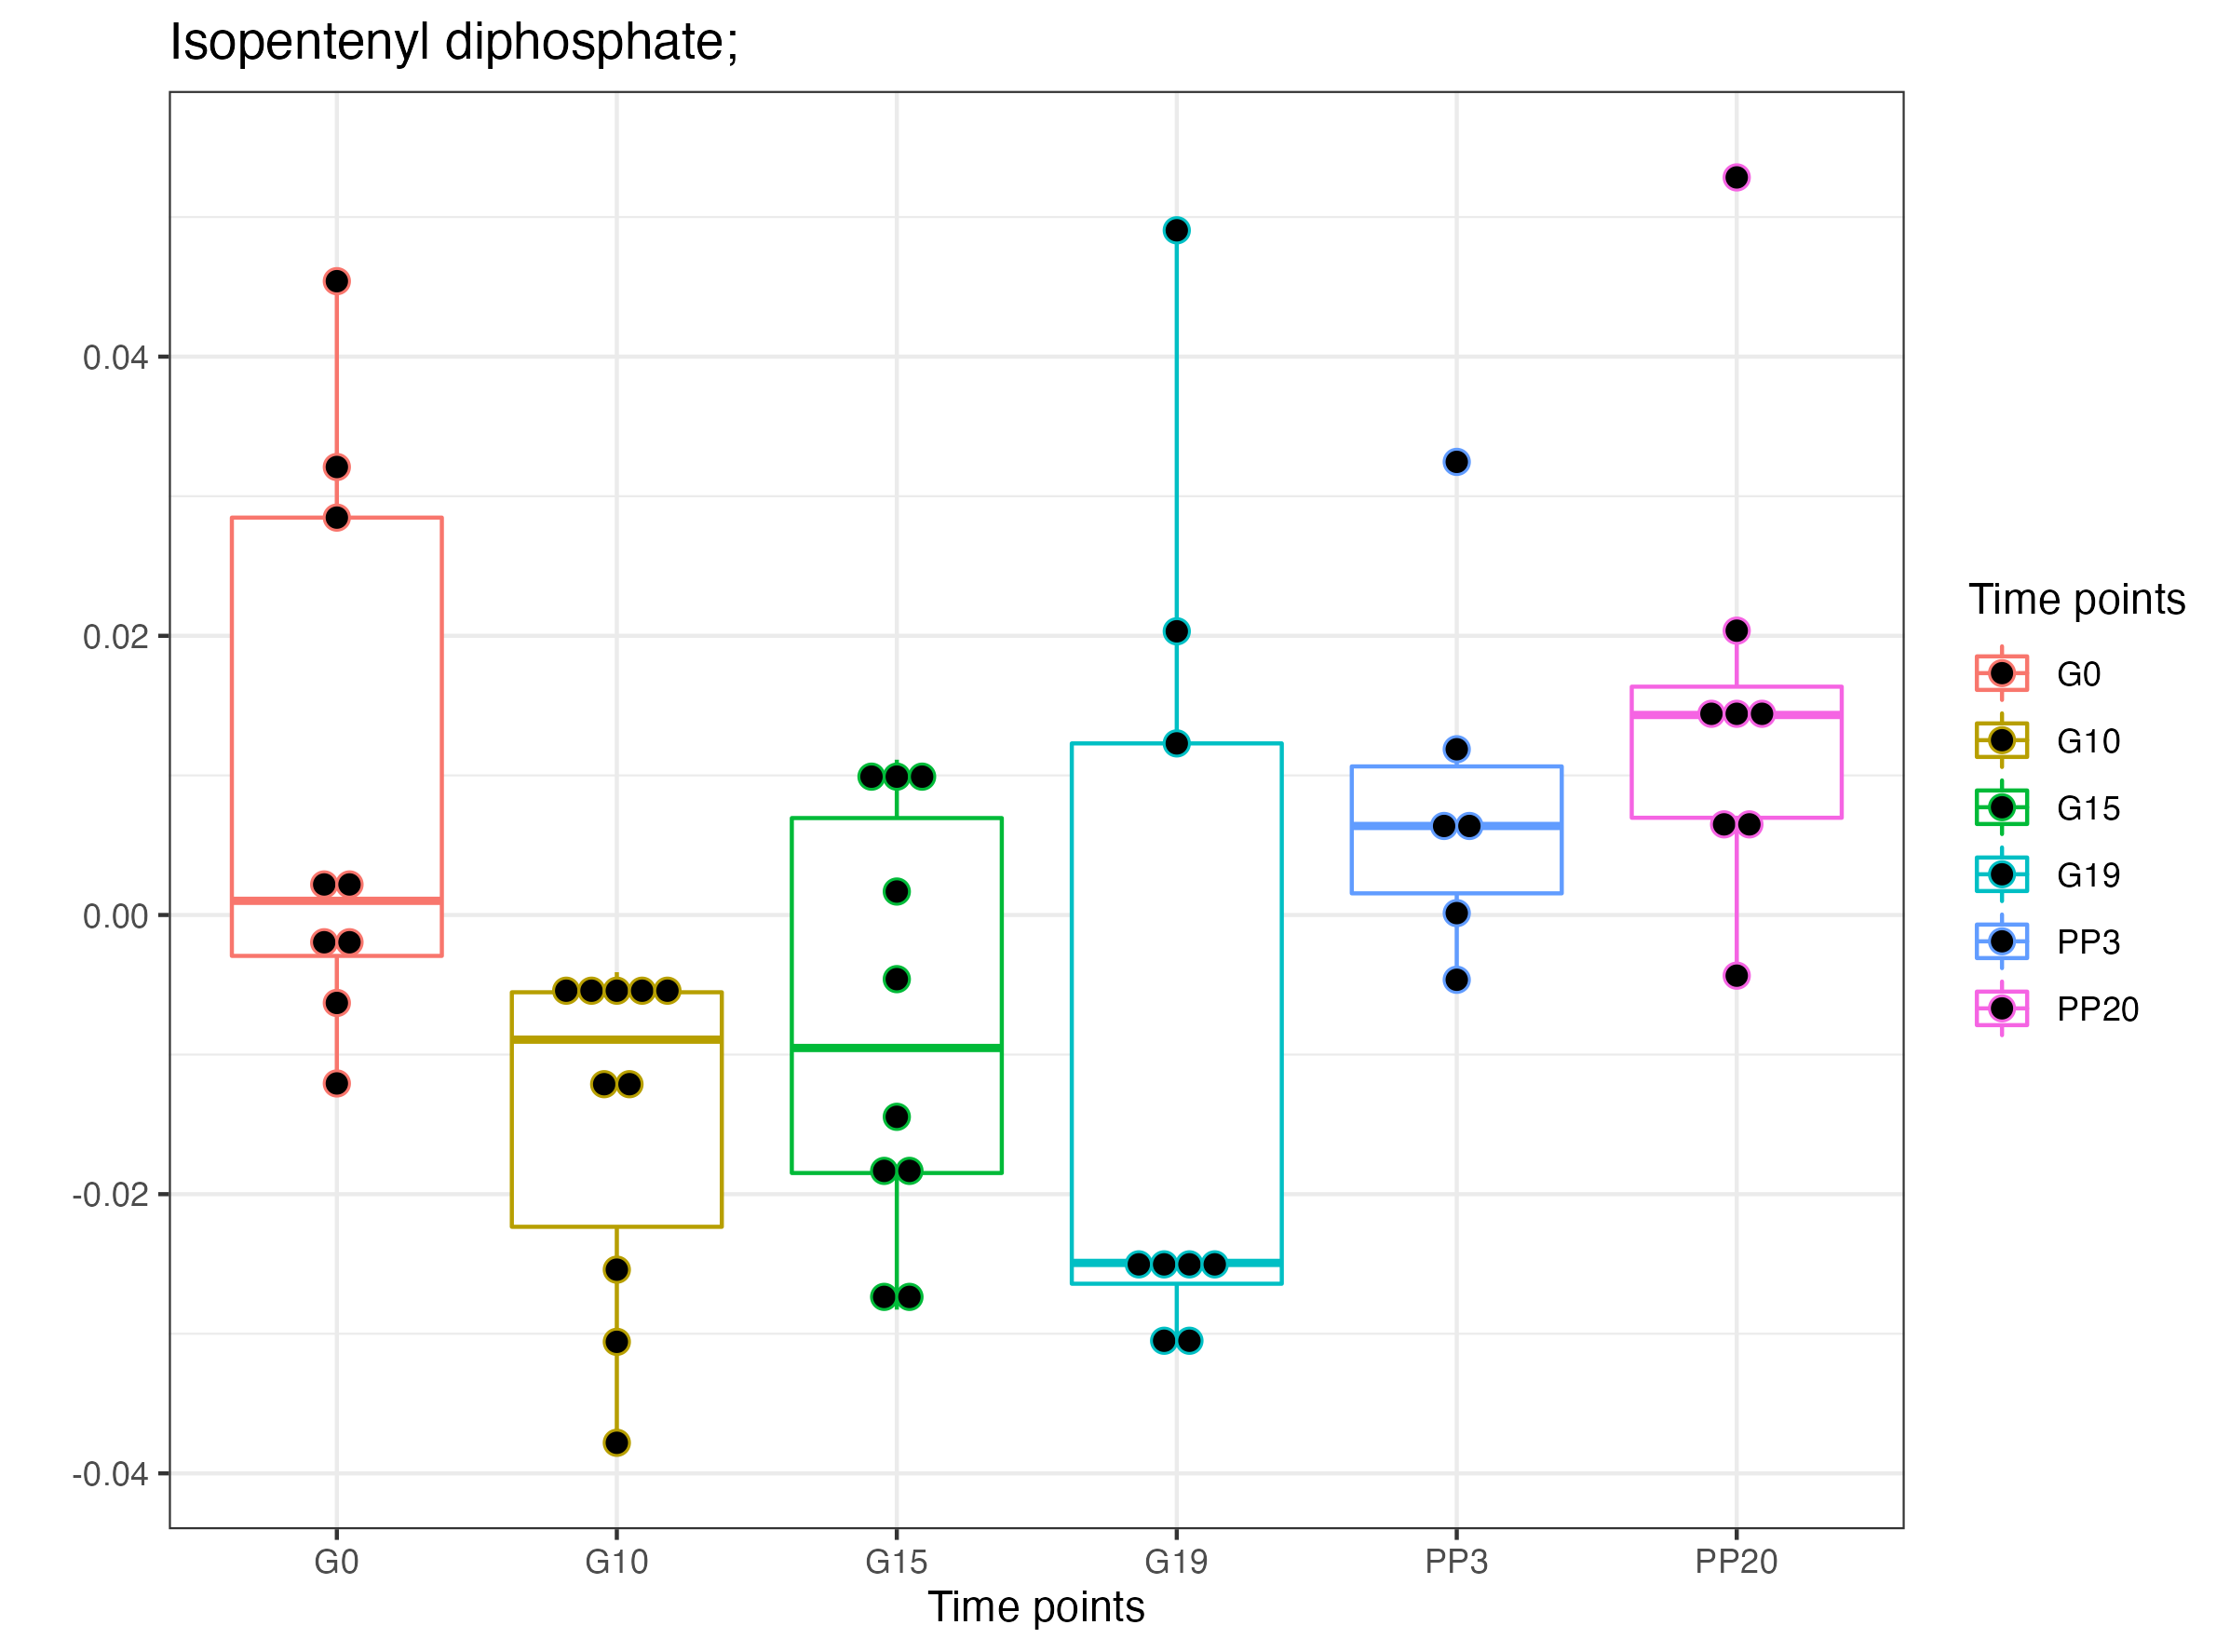 Isopentenyl diphosphate;
0.04
0.02
0.00
-0.02
-0.04
G0 G10 G15 G19 PP3 PP20
Time points
Time points
G0
G10
G15
G19
PP3
PP20